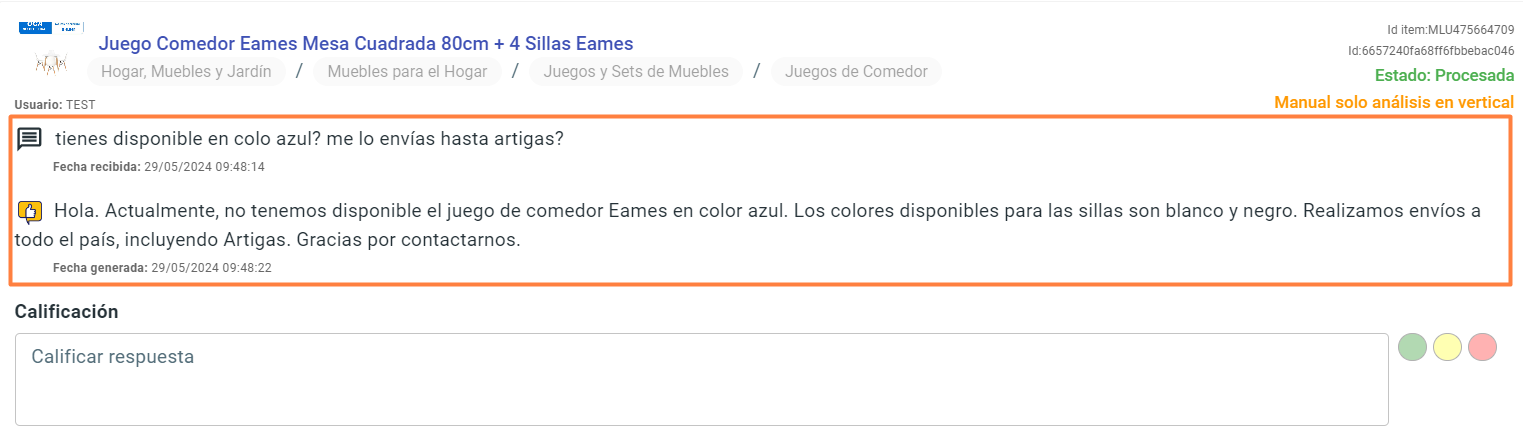 OCA
Juego Comedor Eames Mesa Cuadrada 80cm + 4 Sillas Eames
Hogar, Muebles y Jardín / Muebles para el Hogar / Juegos y Sets de Muebles / Juegos de Comedor
Id item:MLU475664709
Id:6657240fa68ff6fbbebac046
Estado: Procesada
Manual solo análisis en vertical
Usuario: TEST
tienes disponible en colo azul? me lo envías hasta artigas?
Fecha recibida: 29/05/2024 09:48:14
Hola. Actualmente, no tenemos disponible el juego de comedor Eames en color azul. Los colores disponibles para las sillas son blanco y negro. Realizamos envíos a
todo el país, incluyendo Artigas. Gracias por contactarnos.
Fecha generada: 29/05/2024 09:48:22
Calificación
Calificar respuesta